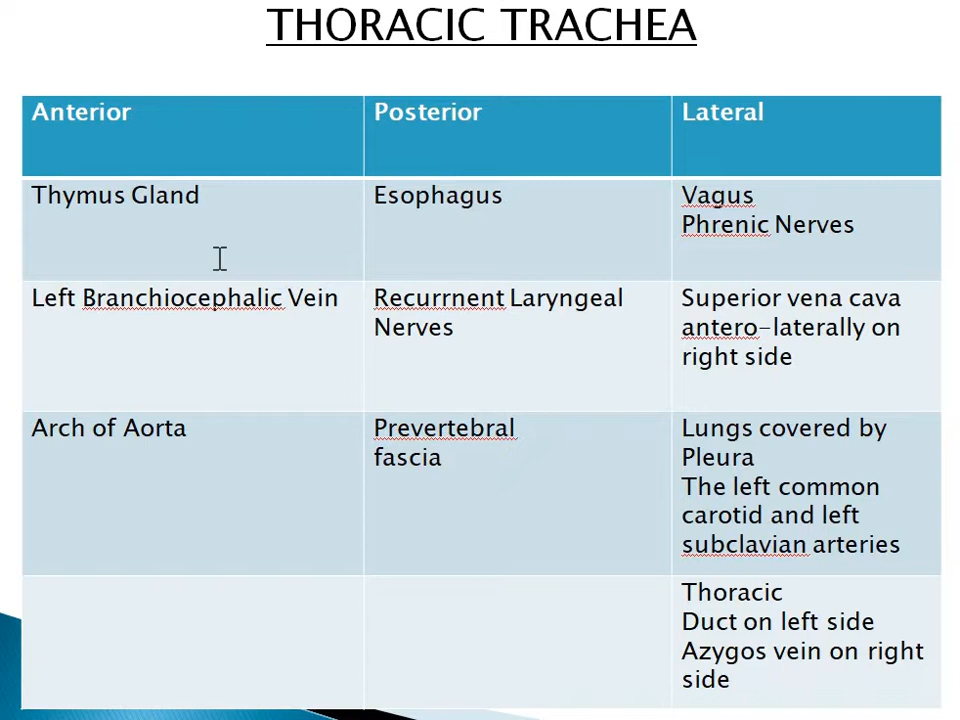 THORACIC TRACHEA
Anterior
Posterior
Lateral
Thymus Gland
Esophagus
Vagus
Phrenic Nerves
Left Branchiocephalic Vein
Recurrnent Laryngeal
Nerves
Superior vena cava
antero-laterally on
right side
Arch of Aorta
Prevertebral
fascia
Lungs covered by
Pleura
The left common
carotid and left
subclavian arteries
Thoracic
Duct on left side
Azygos vein on right
side